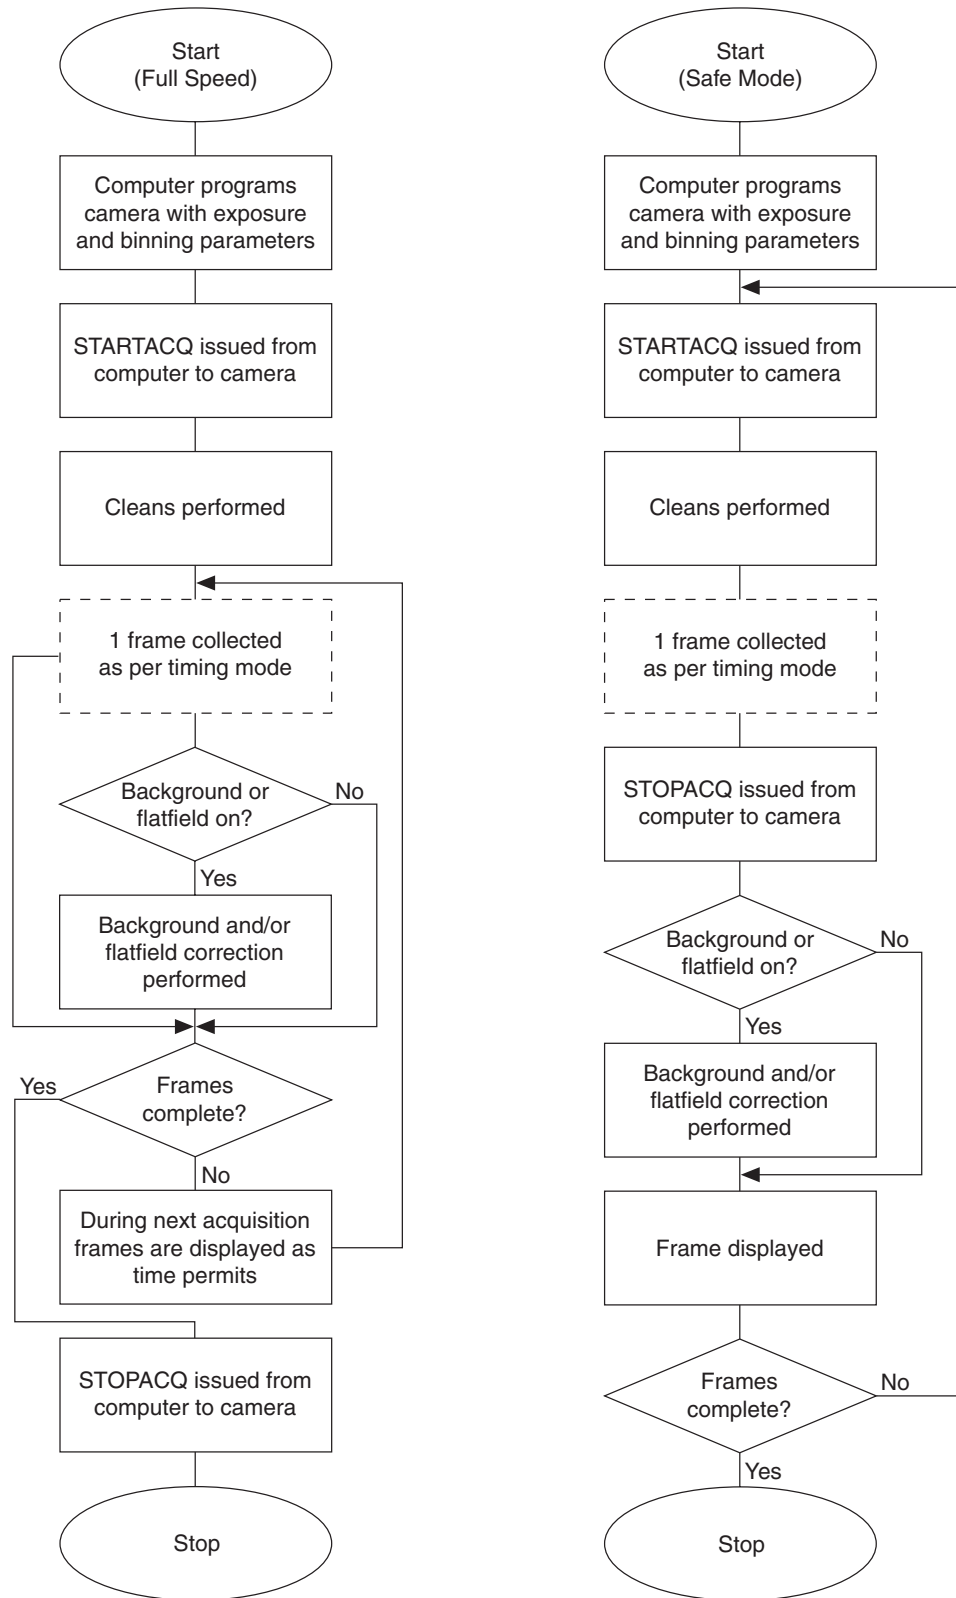 Start
(Full Speed)
Computer programs
camera with exposure
and binning parameters
STARTACQ issued from
computer to camera
Cleans performed
1 frame collected
as per timing mode
Background or
flatfield on?
No
Yes
Background and/or
flatfield correction
performed
Yes
Frames
complete?
No
During next acquisition
frames are displayed as
time permits
STOPACQ issued from
computer to camera
Stop
Start
(Safe Mode)
Computer programs
camera with exposure
and binning parameters
STARTACQ issued from
computer to camera
Cleans performed
1 frame collected
as per timing mode
STOPACQ issued from
computer to camera
Background or
flatfield on?
No
Yes
Background and/or
flatfield correction
performed
Frame displayed
Frames
complete?
No
Yes
Stop